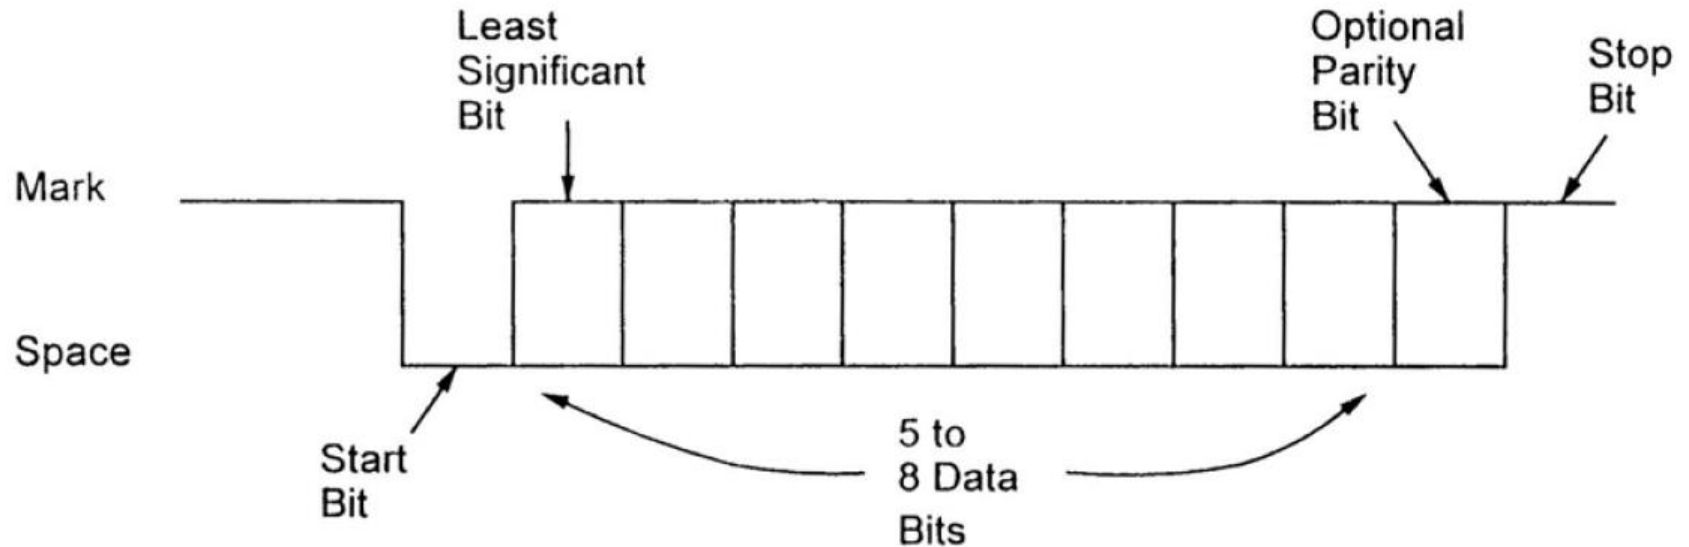 Least
Significant
Bit
Optional
Parity
Bit
Stop
Bit
Mark
Space
Start
Bit
5 to
8 Data
Bits